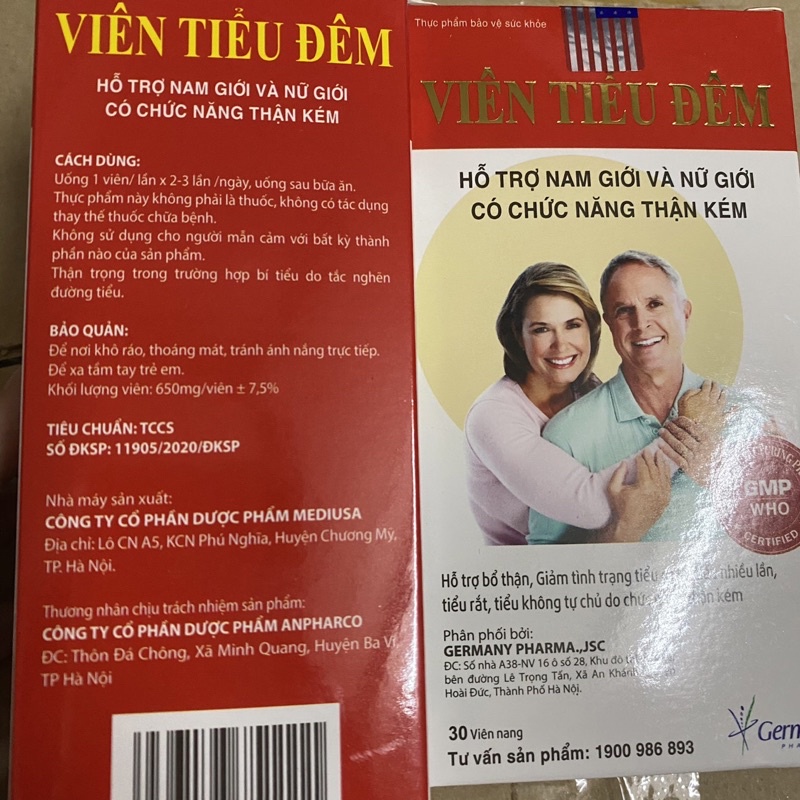 VIÊN TIỂU ĐÊM
HỖ TRỢ NAM GIỚI VÀ NỮ GIỚI
CÓ CHỨC NĂNG THẬN KÉM
CÁCH DÙNG:
Uống 1 viên/ lần x 2-3 lần /ngày, uống sau bữa ăn.
Thực phẩm này không phải là thuốc, không có tác dụng
thay thế thuốc chữa bệnh.
Không sử dụng cho người mẫn cảm với bất kỳ thành
phần nào của sản phẩm.
Thận trọng trong trường hợp bí tiểu do tắc nghẽn
đường tiểu.
BẢO QUẢN:
Để nơi khô ráo, thoáng mát, tránh ánh nắng trực tiếp.
Để xa tầm tay trẻ em.
Khối lượng viên: 650mg/viên ± 7,5%
TIÊU CHUẨN: TCCS
SỐ ĐKSP: 11905/2020/ĐKSP
Nhà máy sản xuất:
CÔNG TY CỔ PHẦN DƯỢC PHẨM MEDIUSA
Địa chỉ: Lô CN A5, KCN Phú Nghĩa, Huyện Chương Mỹ,
TP. Hà Nội.
Thương nhân chịu trách nhiệm sản phẩm:
CÔNG TY CỔ PHẦN DƯỢC PHẨM ANPHARCO
ĐC: Thôn Đá Chông, Xã Minh Quang, Huyện Ba Vì
TP Hà Nội
Thực phẩm bảo vệ sức khỏe
VIÊN TIỂU ĐÊM
HỖ TRỢ NAM GIỚI VÀ NỮ GIỚI
CÓ CHỨC NĂNG THẬN KÉM
GMP
WHO
CERTIFIED
Hỗ trợ bổ thận, Giảm tình trạng tiểu nhiều lần,
tiểu rắt, tiểu không tự chủ do thận kém
Phân phối bởi:
GERMANY PHARMA.,JSC
ĐC: Số nhà A38-NV 16 ô số 28, Khu đô
bên đường Lê Trọng Tấn, Xã An Khánh
Hoài Đức, Thành Phố Hà Nội.
30 Viên nang
Tư vấn sản phẩm: 1900 986 893